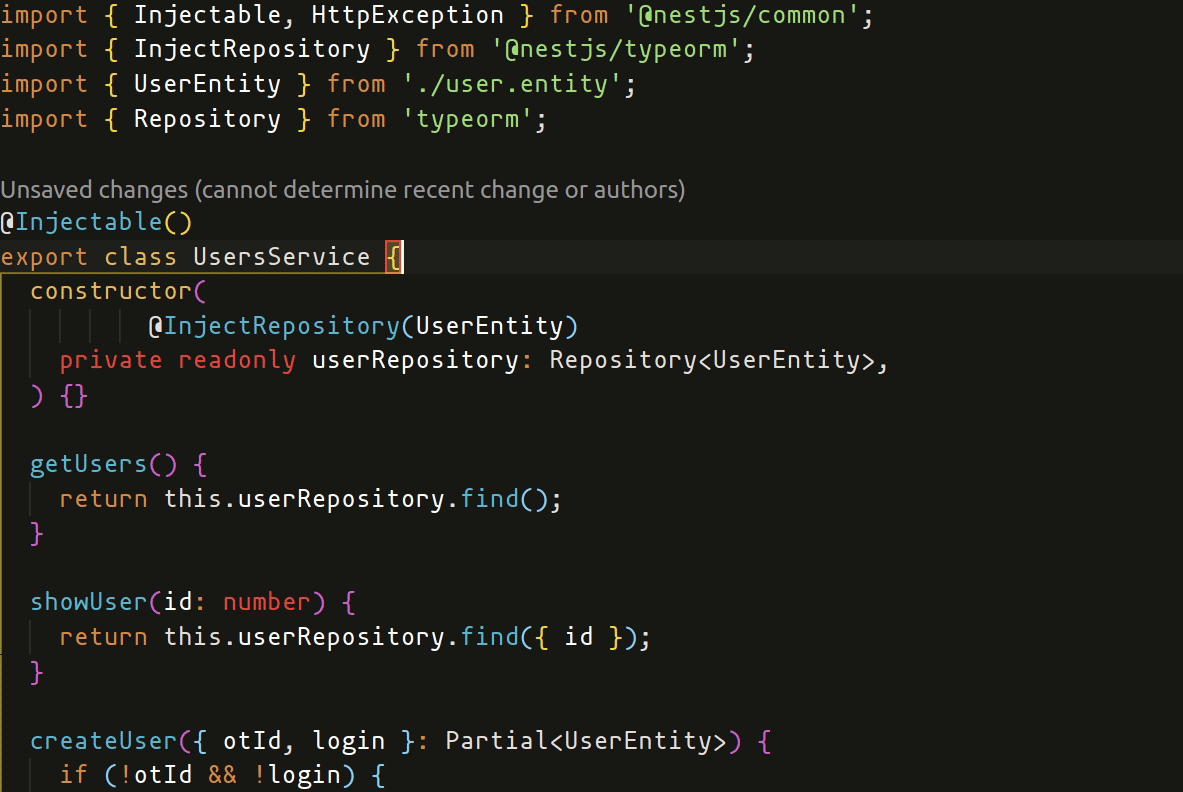 import { Injectable, HttpException } from '@nestjs/common';
import { InjectRepository } from '@nestjs/typeorm';
import { UserEntity } from './user.entity';
import { Repository } from 'typeorm';
Unsaved changes (cannot determine recent change or authors)
@Injectable()
export class UsersService {
constructor(
@InjectRepository(UserEntity)
private readonly userRepository: Repository<UserEntity>,
) {}
getUsers() {
return this.userRepository.find();
}
showUser(id: number) {
return this.userRepository.find({ id });
}
createUser({ otId, login }: Partial<UserEntity>) {
if (!otId && !login) {